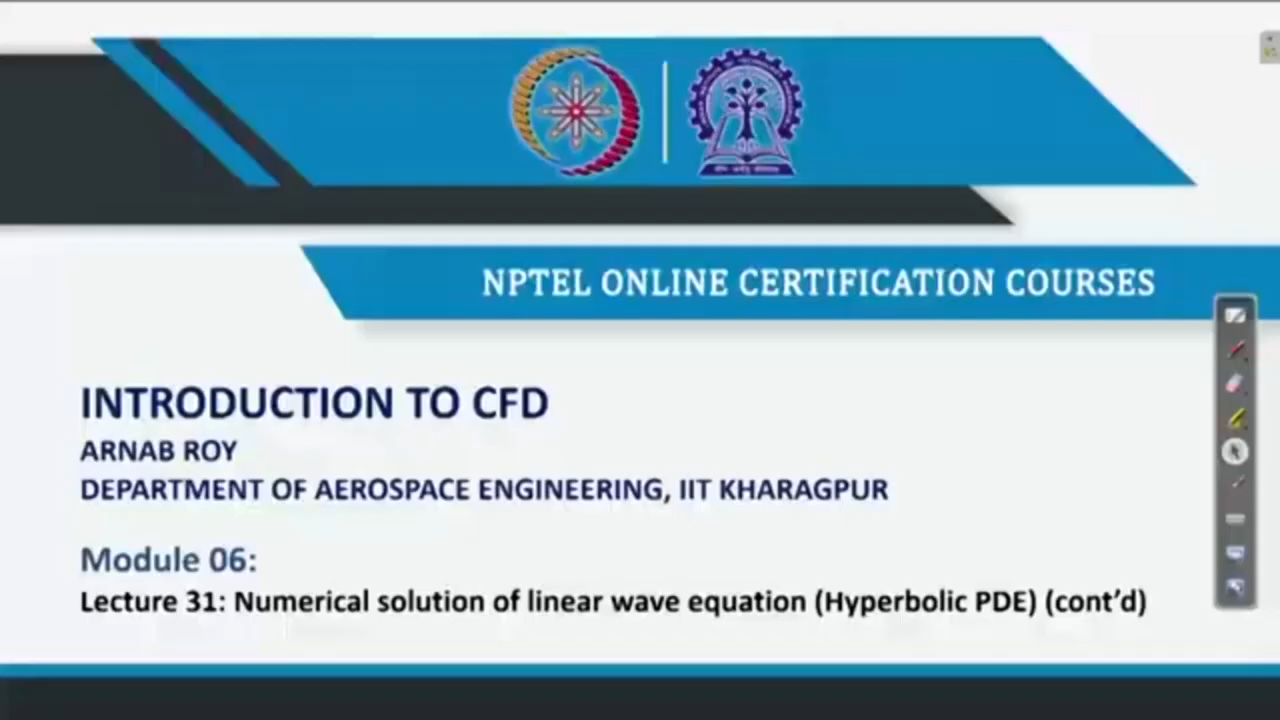 NPTEL ONLINE CERTIFICATION COURSES
INTRODUCTION TO CFD
ARNAB ROY
DEPARTMENT OF AEROSPACE ENGINEERING, IIT KHARAGPUR
Module 06:
Lecture 31: Numerical solution of linear wave equation (Hyperbolic PDE) (cont’d)